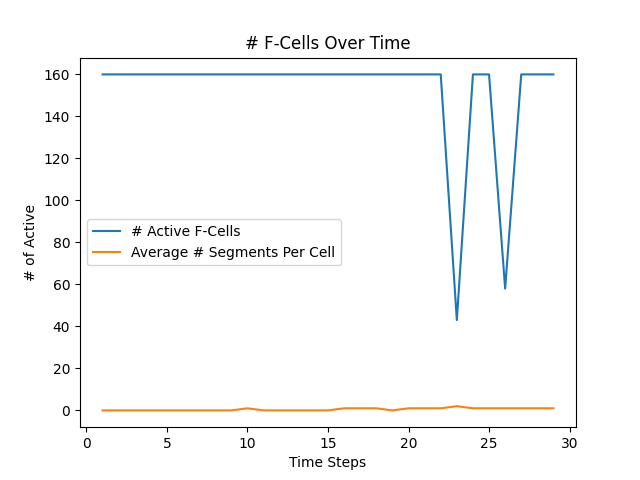 # F-Cells Over Time
# of Active
160
140
120
100
80
60
40
20
0
# Active F-Cells
Average # Segments Per Cell
0 5 10 15 20 25 30
Time Steps